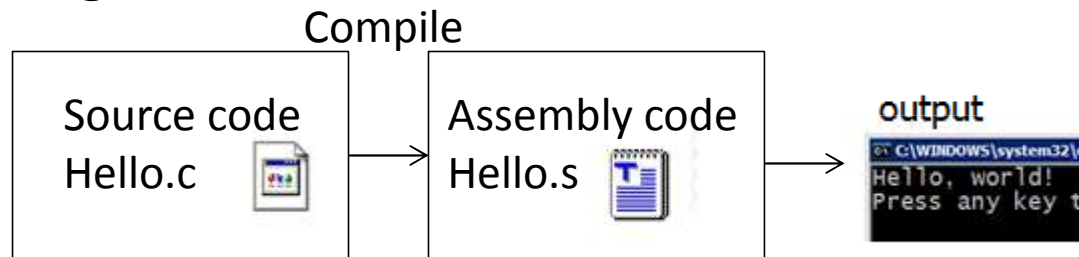 Compile
Source code
Hello.c
Assembly code
Hello.s
output
C:\WINDOWS\system32\
Hello, world!
Press any key